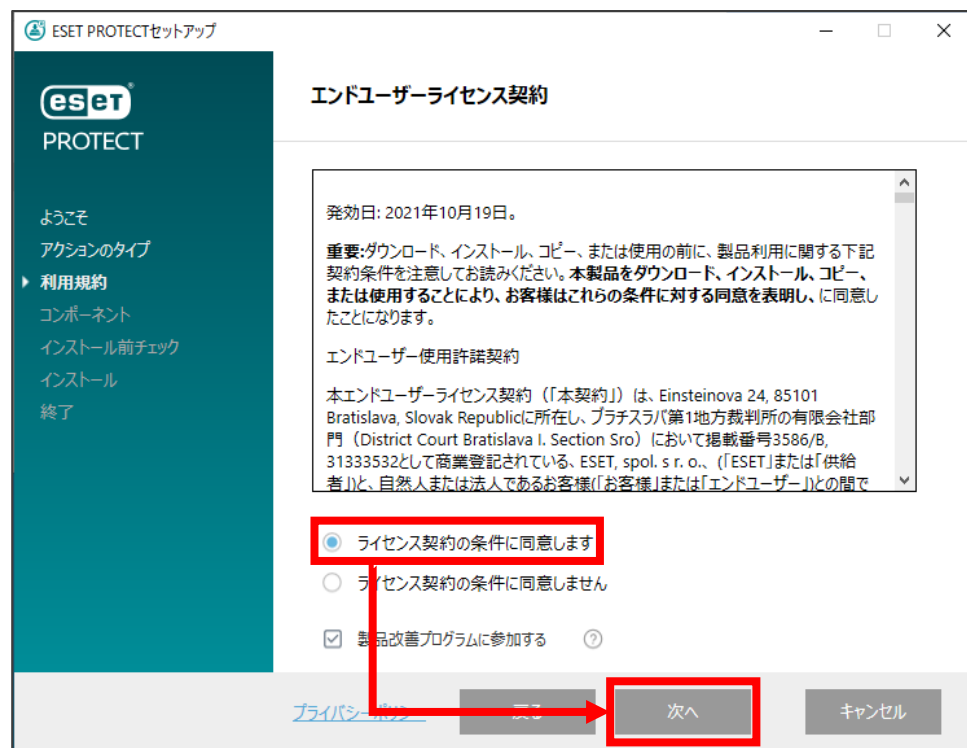 ESET PROTECTセットアップ
eset
PROTECT
ようこそ
アクションのタイプ
利用規約
コンポーネント
インストール前チェック
インストール
終了
エンドユーザーライセンス契約
発効日: 2021年10月19日。
重要:ダウンロード、インストール、コピー、または使用の前に、製品利用に関する下記
契約条件を注意してお読みください。本製品をダウンロード、インストール、コピー、
または使用することにより、お客様はこれらの条件に対する同意を表明し、に同意し
たことになります。
エンドユーザー使用許諾契約
本エンドユーザーライセンス契約（「本契約」）は、Einsteinova 24, 85101
Bratislava, Slovak Republicに所在し、ブラチスラバ第1地方裁判所の有限会社部
門（District Court Bratislava I. Section Sro）において掲載番号3586/B,
31333532として商業登記されている、ESET, spol. s r. o.、(「ESET」または「供給
者」)と、自然人または法人であるお客様(「お客様」または「エンドユーザー」)との間で
ライセンス契約の条件に同意します
ライセンス契約の条件に同意しません
製品改善プログラムに参加する
プライバシーポリシー
戻る
次へ
キャンセル